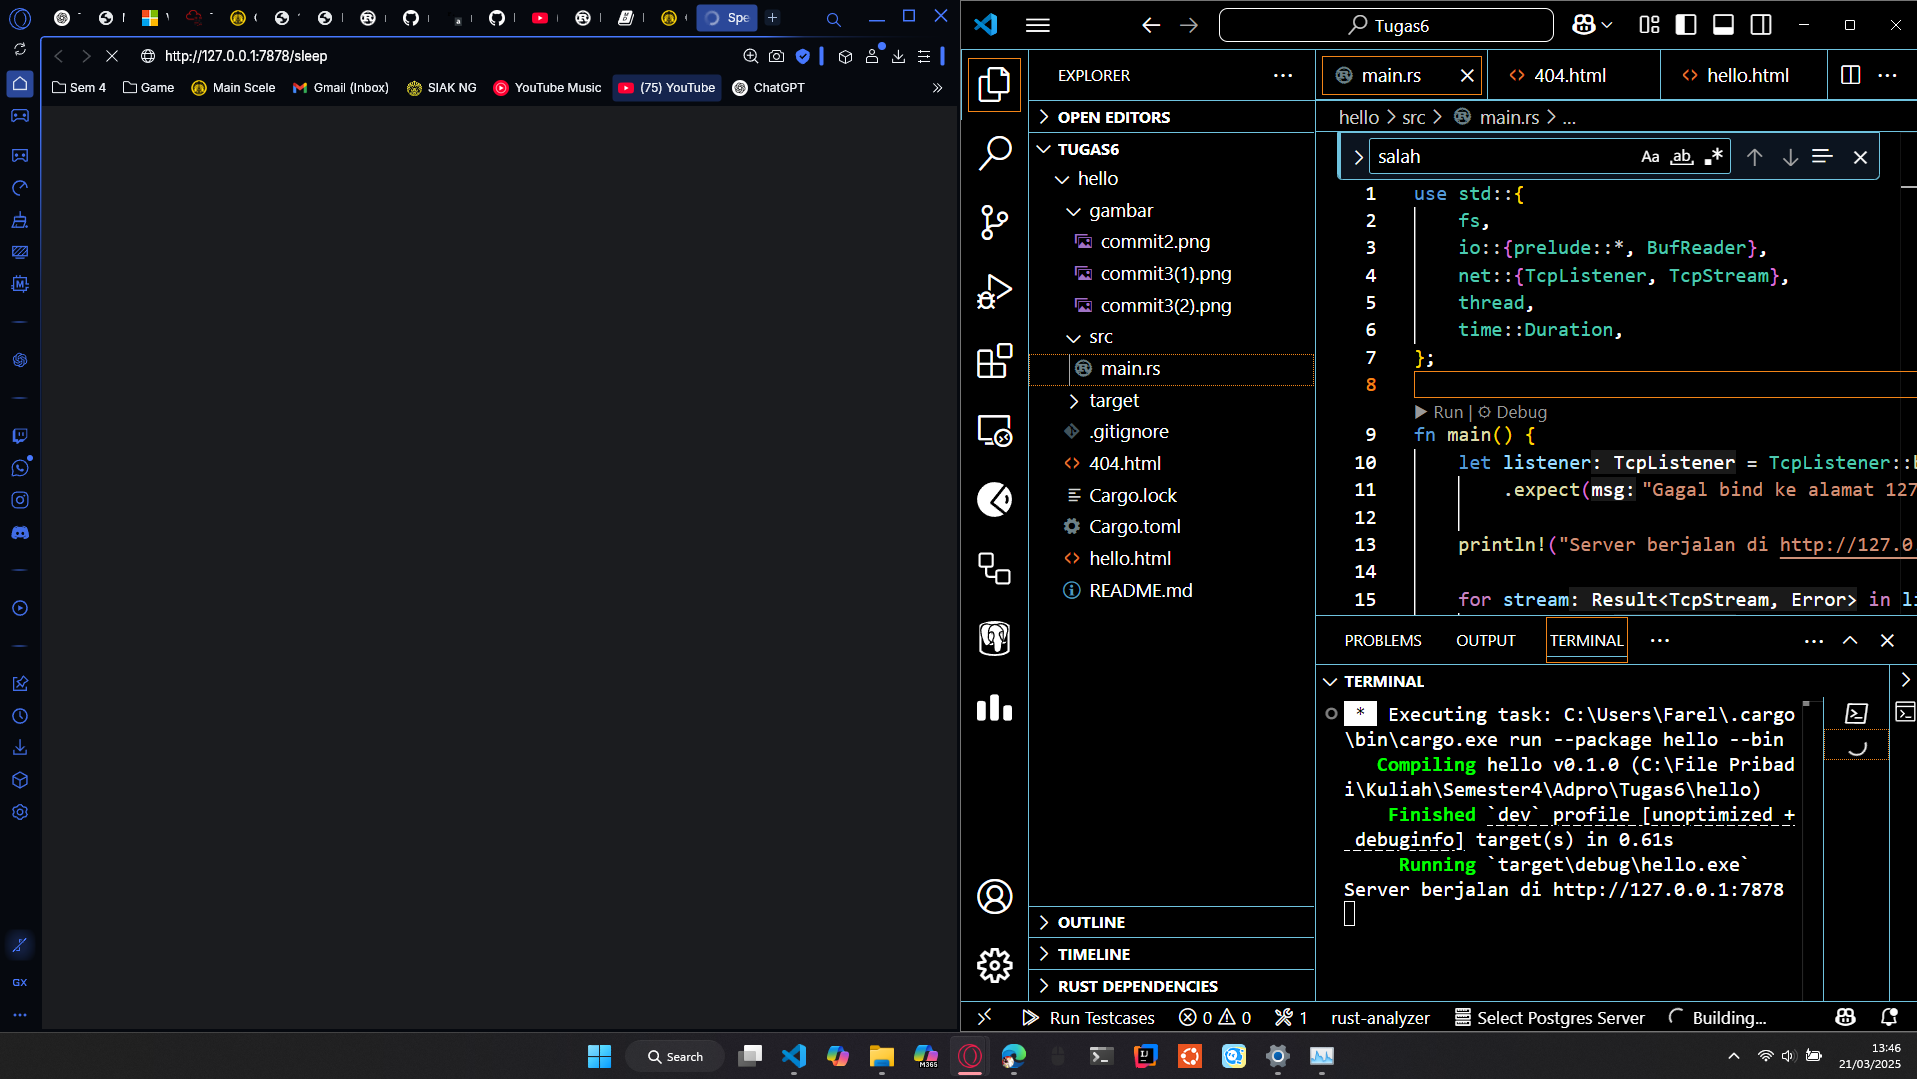 Spe
http://127.0.0.1:7878/sleep
Sem 4
Game
Main Scele
Gmail (Inbox)
SIAK NG
YouTube Music
(75) YouTube
ChatGPT
GX
Tugas6
EXPLORER
OPEN EDITORS
TUGAS6
hello
gambar
commit2.png
commit3(1).png
commit3(2).png
src
main.rs
target
.gitignore
404.html
Cargo.lock
Cargo.toml
hello.html
README.md
OUTLINE
TIMELINE
RUST DEPENDENCIES
main.rs
404.html
hello.html
hello > src > main.rs > ...
salah
Aa ab .*
1 use std::{
2 fs,
3 io::{prelude::*, BufReader},
4 net::{TcpListener, TcpStream},
5 thread,
6 time::Duration,
7 };
8
Run | Debug
9 fn main() {
10 let listener: TcpListener = TcpListener::b
11 .expect(msg: "Gagal bind ke alamat 127
12
13 println!("Server berjalan di http://127.0
14
15 for stream: Result<TcpStream, Error> in li
PROBLEMS OUTPUT TERMINAL
TERMINAL
* Executing task: C:\Users\Farel\.cargo
\bin\cargo.exe run --package hello --bin
Compiling hello v0.1.0 (C:\File Pribad
i\Kuliah\Semester4\Adpro\Tugas6\hello)
Finished `dev` profile [unoptimized +
debuginfo] target(s) in 0.61s
Running `target\debug\hello.exe`
Server berjalan di http://127.0.0.1:7878
Run Testcases
0
0
1
rust-analyzer
Select Postgres Server
Building...
Search
M365
13:46
21/03/2025